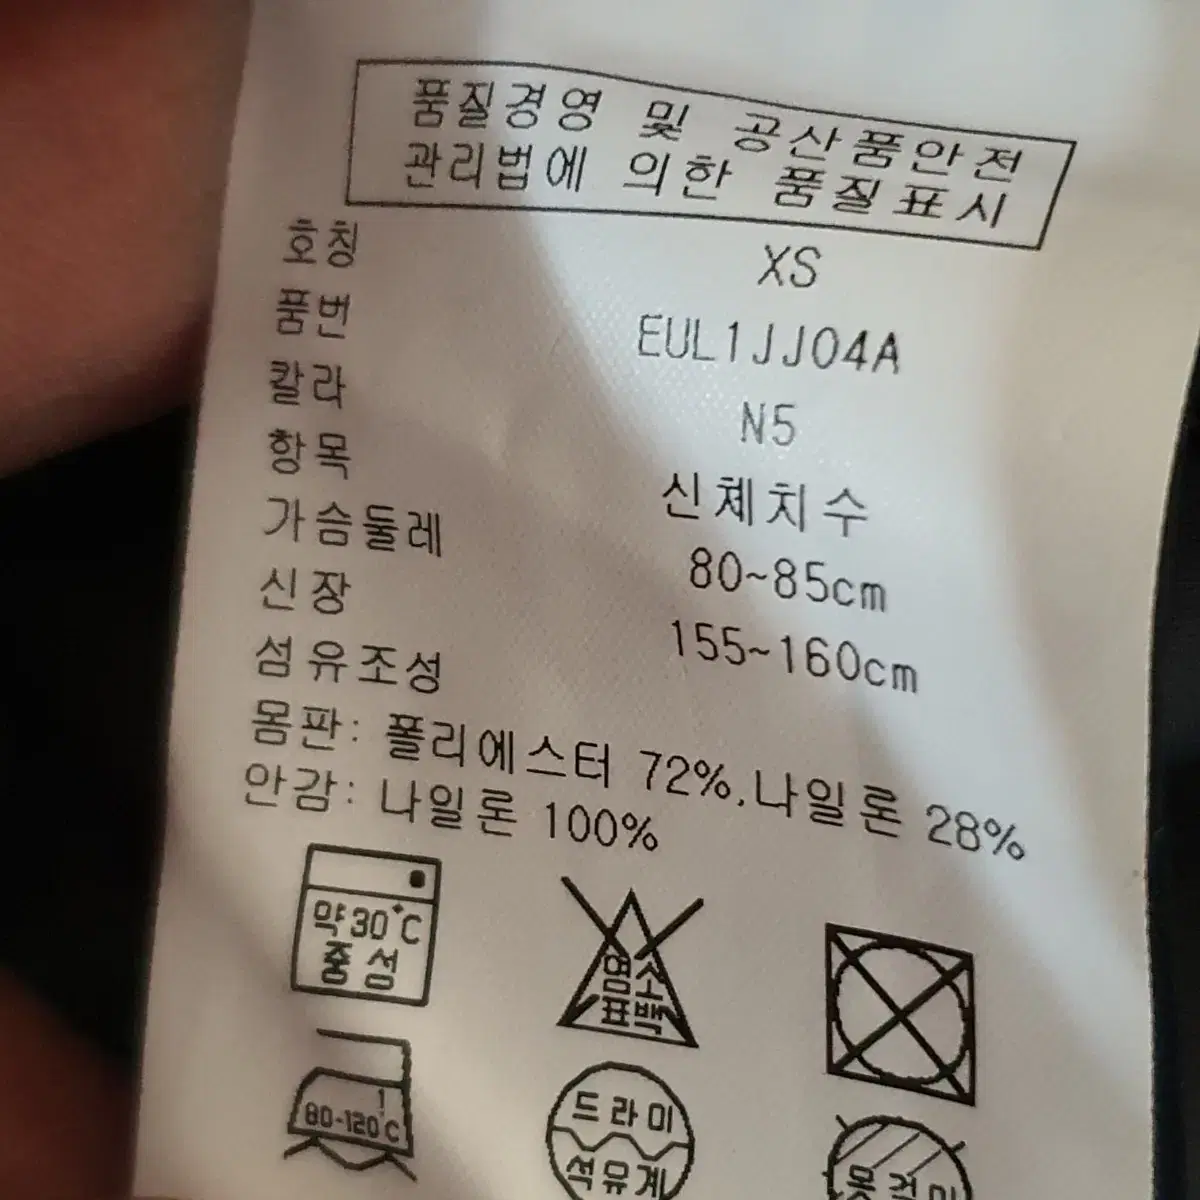 품질경영 및 공산품안전
관리법에 의한 품질표시
호칭 XS
품번 EUL1JJ04A
칼라 N5
항목 신체치수
가슴둘레 80~85cm
신장 155~160cm
섬유조성
몸판: 폴리에스터 72%,나일론 28%
안감: 나일론 100%
약30℃
중성
염소
표백
80-120℃
드라이
석유계
옷걸이